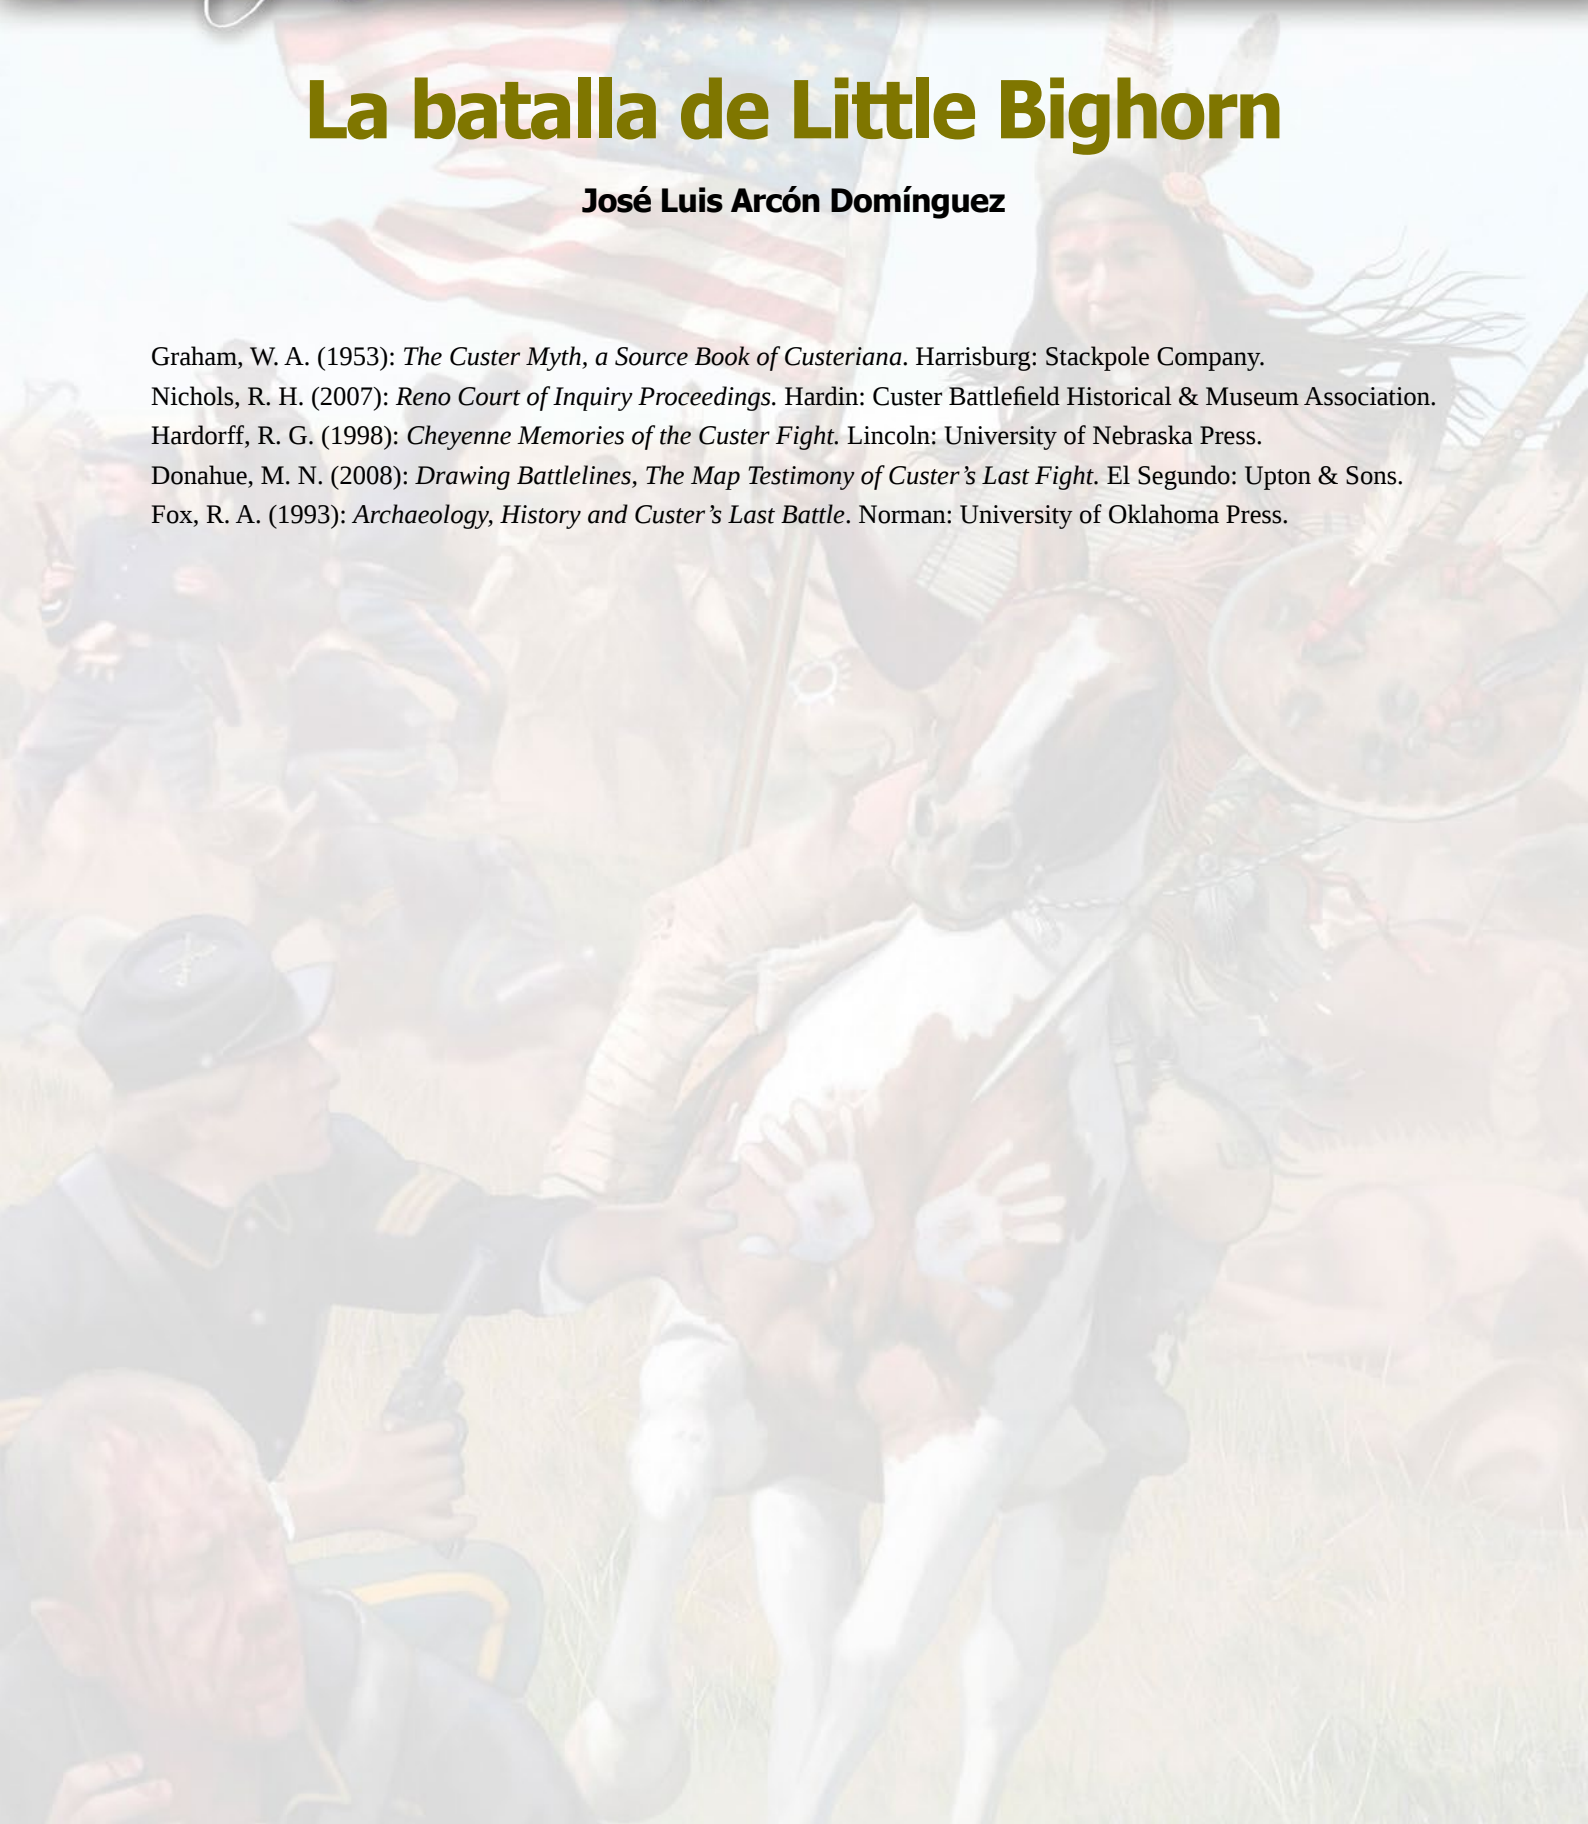 La batalla de Little Bighorn
José Luis Arcón Domínguez
Graham, W. A. (1953): The Custer Myth, a Source Book of Custeriana. Harrisburg: Stackpole Company.
Nichols, R. H. (2007): Reno Court of Inquiry Proceedings. Hardin: Custer Battlefield Historical & Museum Association.
Hardorff, R. G. (1998): Cheyenne Memories of the Custer Fight. Lincoln: University of Nebraska Press.
Donahue, M. N. (2008): Drawing Battlelines, The Map Testimony of Custer’s Last Fight. El Segundo: Upton & Sons.
Fox, R. A. (1993): Archaeology, History and Custer’s Last Battle. Norman: University of Oklahoma Press.